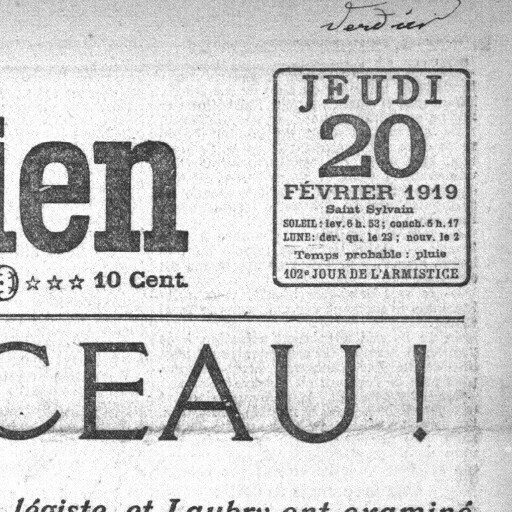 Verdier
JEUDI
20
FÉVRIER 1919
Saint Sylvain
SOLEIL: lev. 6 h. 53; couch. 5 h. 17
LUNE: der. qu. le 23; nouv. le 2
Temps probable: pluie
102e JOUR DE L'ARMISTICE
ien
☆☆☆ 10 Cent.
CEAU!
légiste, et Laubry ont examiné